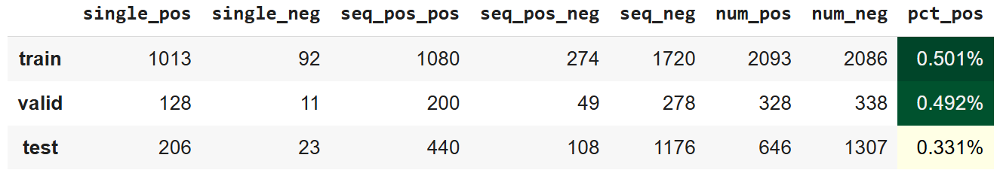 single_pos single_neg seq_pos_pos seq_pos_neg seq_neg num_pos num_neg pct_pos
train 1013 92 1080 274 1720 2093 2086 0.501%
valid 128 11 200 49 278 328 338 0.492%
test 206 23 440 108 1176 646 1307 0.331%